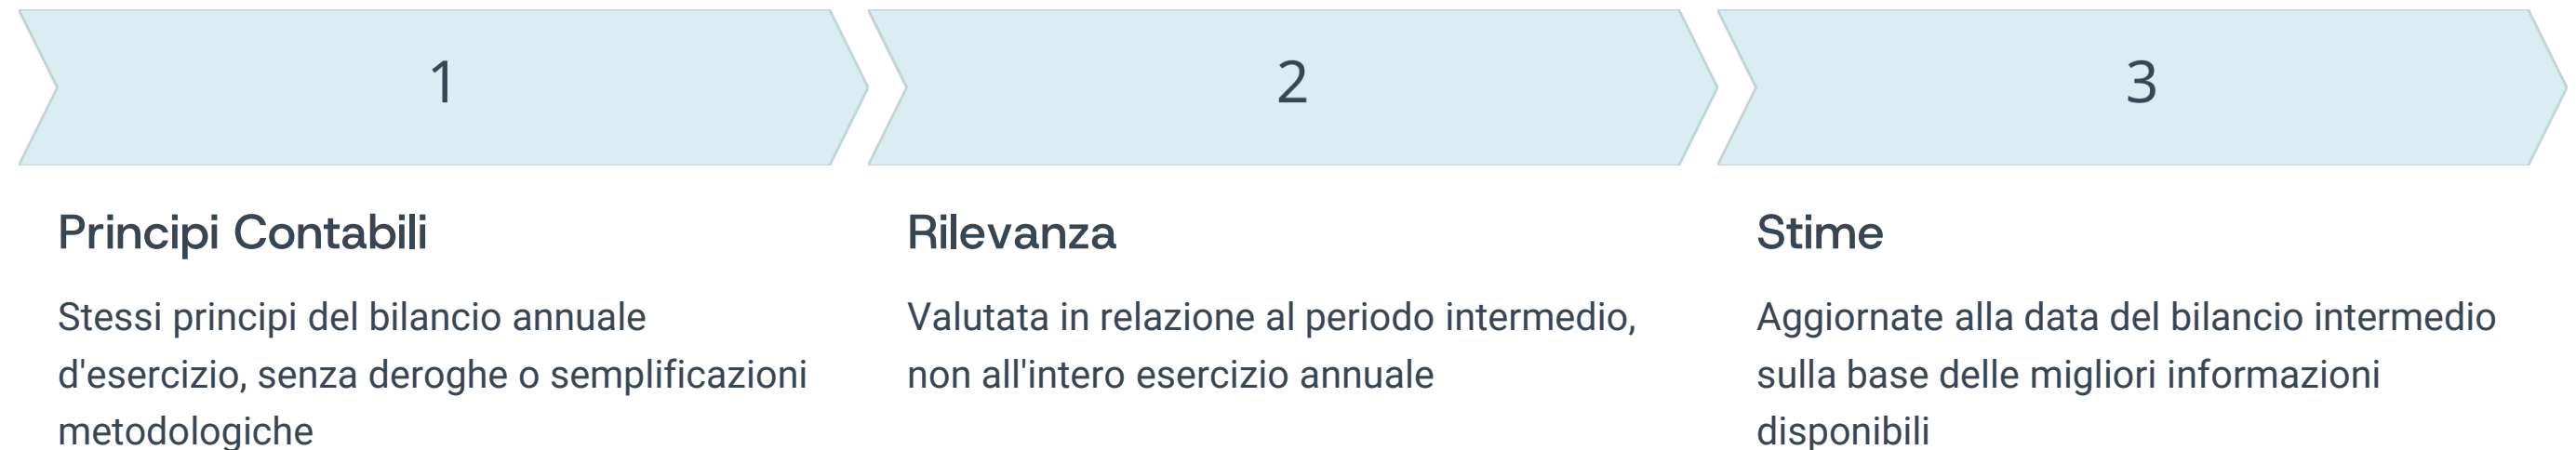 1
2
3
Principi Contabili
Stessi principi del bilancio annuale
d'esercizio, senza deroghe o semplificazioni
metodologiche
Rilevanza
Valutata in relazione al periodo intermedio,
non all'intero esercizio annuale
Stime
Aggiornate alla data del bilancio intermedio
sulla base delle migliori informazioni
disponibili